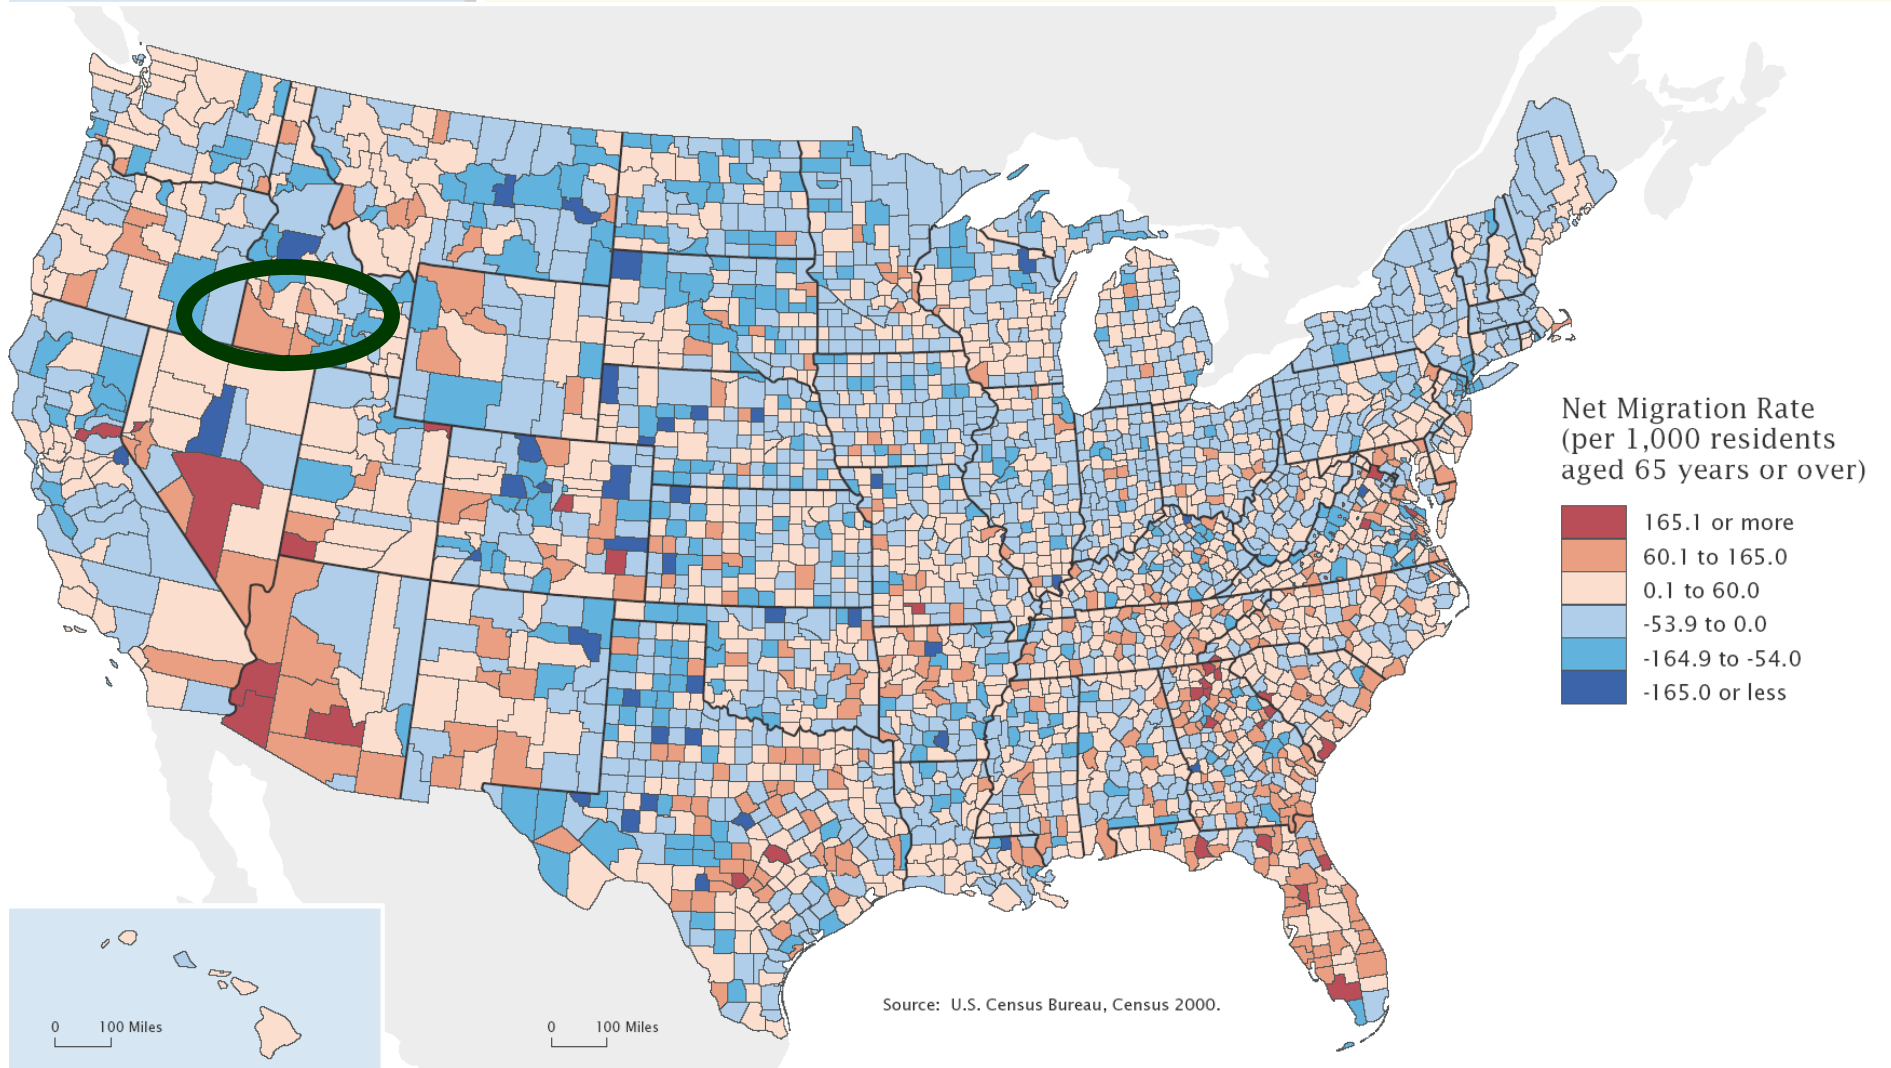 Net Migration Rate
(per 1,000 residents
aged 65 years or over)
165.1 or more
60.1 to 165.0
0.1 to 60.0
-53.9 to 0.0
-164.9 to -54.0
-165.0 or less
Source: U.S. Census Bureau, Census 2000.
0 100 Miles
0 100 Miles